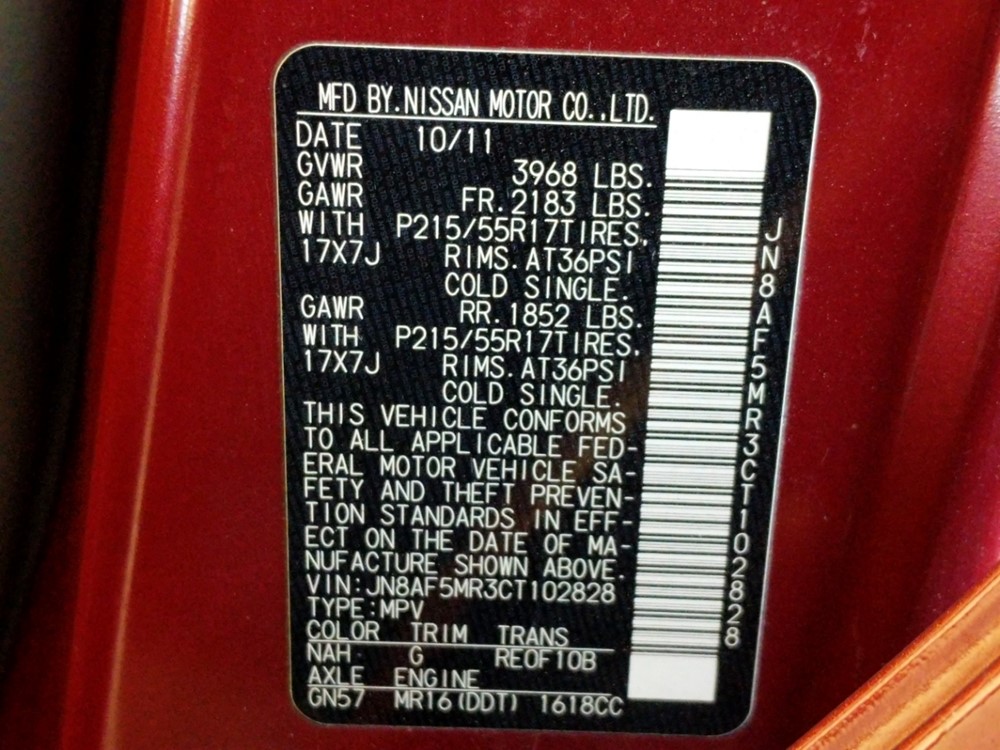 MFD BY.NISSAN MOTOR CO.,LTD.
DATE 10/11
GVWR 3968 LBS.
GAWR FR.2183 LBS.
WITH P215/55R17TIRES,
17X7J RIMS.AT36PSI
COLD SINGLE.
GAWR RR.1852 LBS.
WITH P215/55R17TIRES,
17X7J RIMS.AT36PSI
COLD SINGLE.
THIS VEHICLE CONFORMS
TO ALL APPLICABLE FED-
ERAL MOTOR VEHICLE SA-
FETY AND THEFT PREVEN-
TION STANDARDS IN EFF-
ECT ON THE DATE OF MA-
NUFACTURE SHOWN ABOVE.
VIN:JN8AF5MR3CT102828
TYPE:MPV
COLOR TRIM TRANS
NAH G RE0F10B
AXLE ENGINE
GN57 MR16(DDT) 1618CC
JN8AF5MR3CT102828